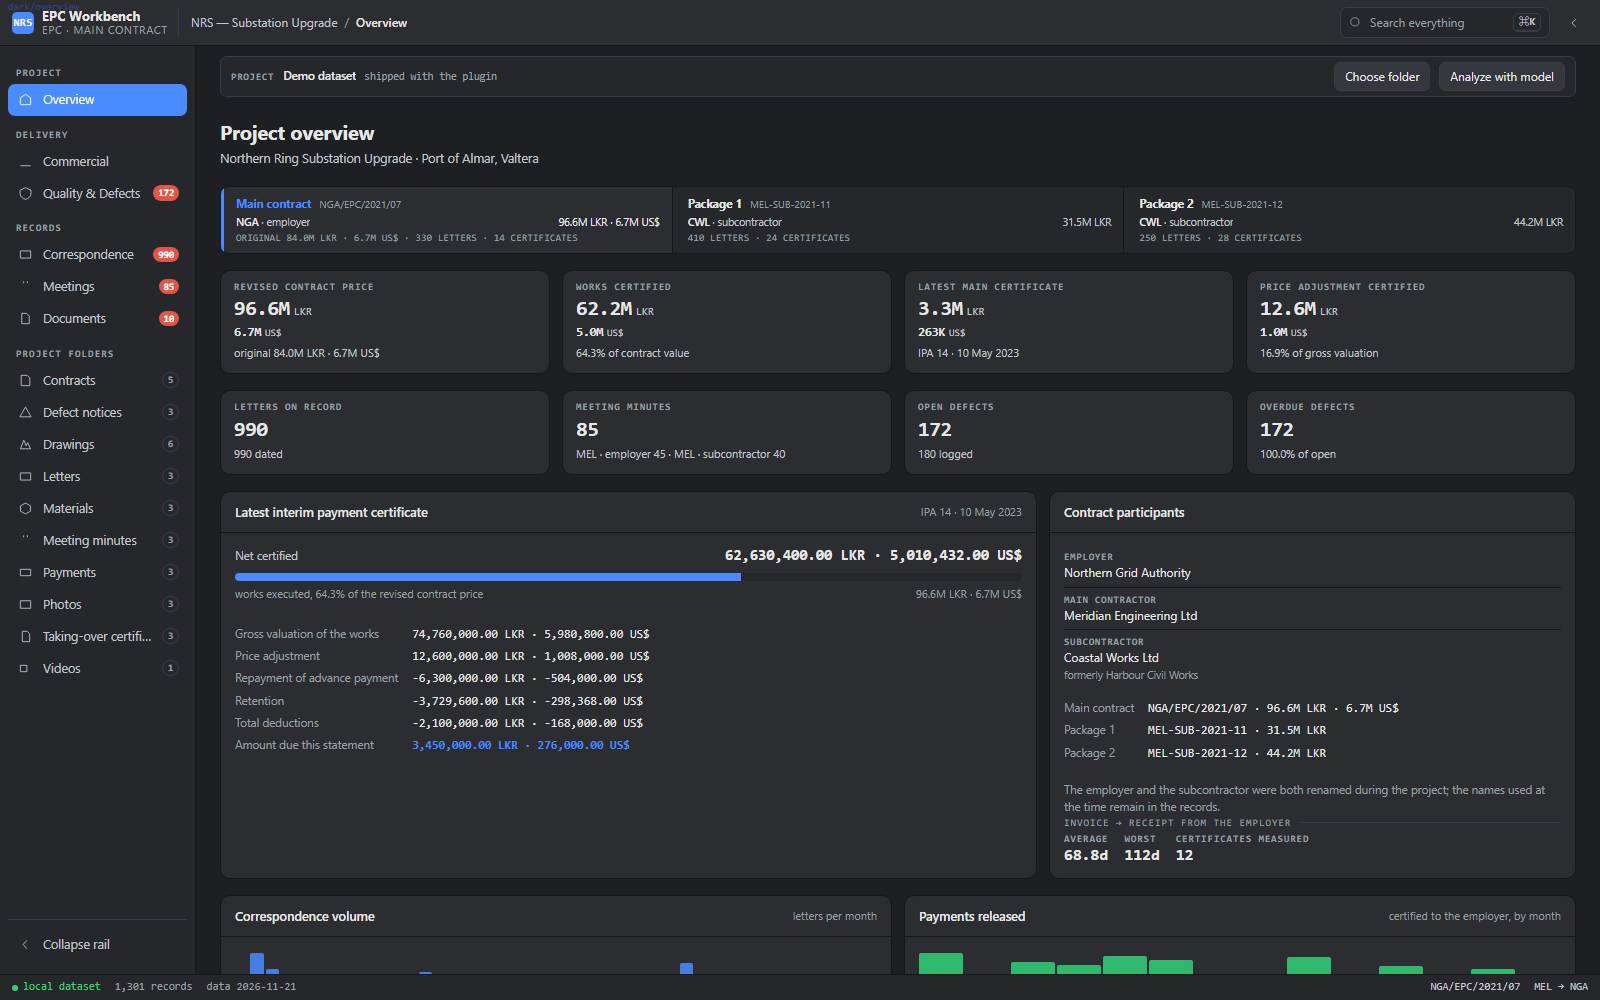 dark/overview
NRS
EPC Workbench
EPC · MAIN CONTRACT
NRS — Substation Upgrade / Overview
Search everything
⌘K
PROJECT
Overview
DELIVERY
Commercial
Quality & Defects 172
RECORDS
Correspondence 990
Meetings 85
Documents 10
PROJECT FOLDERS
Contracts 5
Defect notices 3
Drawings 6
Letters 3
Materials 3
Meeting minutes 3
Payments 3
Photos 3
Taking-over certifi... 3
Videos 1
Collapse rail
PROJECT Demo dataset shipped with the plugin
Choose folder
Analyze with model
Project overview
Northern Ring Substation Upgrade · Port of Almar, Valtera
Main contract NGA/EPC/2021/07
NGA · employer 96.6M LKR · 6.7M US$
ORIGINAL 84.0M LKR · 6.7M US$ · 330 LETTERS · 14 CERTIFICATES
Package 1 MEL-SUB-2021-11
CWL · subcontractor 31.5M LKR
410 LETTERS · 24 CERTIFICATES
Package 2 MEL-SUB-2021-12
CWL · subcontractor 44.2M LKR
250 LETTERS · 28 CERTIFICATES
REVISED CONTRACT PRICE
96.6M LKR
6.7M US$
original 84.0M LKR · 6.7M US$
WORKS CERTIFIED
62.2M LKR
5.0M US$
64.3% of contract value
LATEST MAIN CERTIFICATE
3.3M LKR
263K US$
IPA 14 · 10 May 2023
PRICE ADJUSTMENT CERTIFIED
12.6M LKR
1.0M US$
16.9% of gross valuation
LETTERS ON RECORD
990
990 dated
MEETING MINUTES
85
MEL · employer 45 · MEL · subcontractor 40
OPEN DEFECTS
172
180 logged
OVERDUE DEFECTS
172
100.0% of open
Latest interim payment certificate IPA 14 · 10 May 2023
Net certified 62,630,400.00 LKR · 5,010,432.00 US$
works executed, 64.3% of the revised contract price 96.6M LKR · 6.7M US$
Gross valuation of the works 74,760,000.00 LKR · 5,980,800.00 US$
Price adjustment 12,600,000.00 LKR · 1,008,000.00 US$
Repayment of advance payment -6,300,000.00 LKR · -504,000.00 US$
Retention -3,729,600.00 LKR · -298,368.00 US$
Total deductions -2,100,000.00 LKR · -168,000.00 US$
Amount due this statement 3,450,000.00 LKR · 276,000.00 US$
Contract participants
EMPLOYER
Northern Grid Authority
MAIN CONTRACTOR
Meridian Engineering Ltd
SUBCONTRACTOR
Coastal Works Ltd
formerly Harbour Civil Works
Main contract NGA/EPC/2021/07 · 96.6M LKR · 6.7M US$
Package 1 MEL-SUB-2021-11 · 31.5M LKR
Package 2 MEL-SUB-2021-12 · 44.2M LKR
The employer and the subcontractor were both renamed during the project; the names used at
the time remain in the records.
INVOICE → RECEIPT FROM THE EMPLOYER
AVERAGE WORST CERTIFICATES MEASURED
68.8d 112d 12
Correspondence volume letters per month
Payments released certified to the employer, by month
local dataset 1,301 records data 2026-11-21
NGA/EPC/2021/07 MEL → NGA